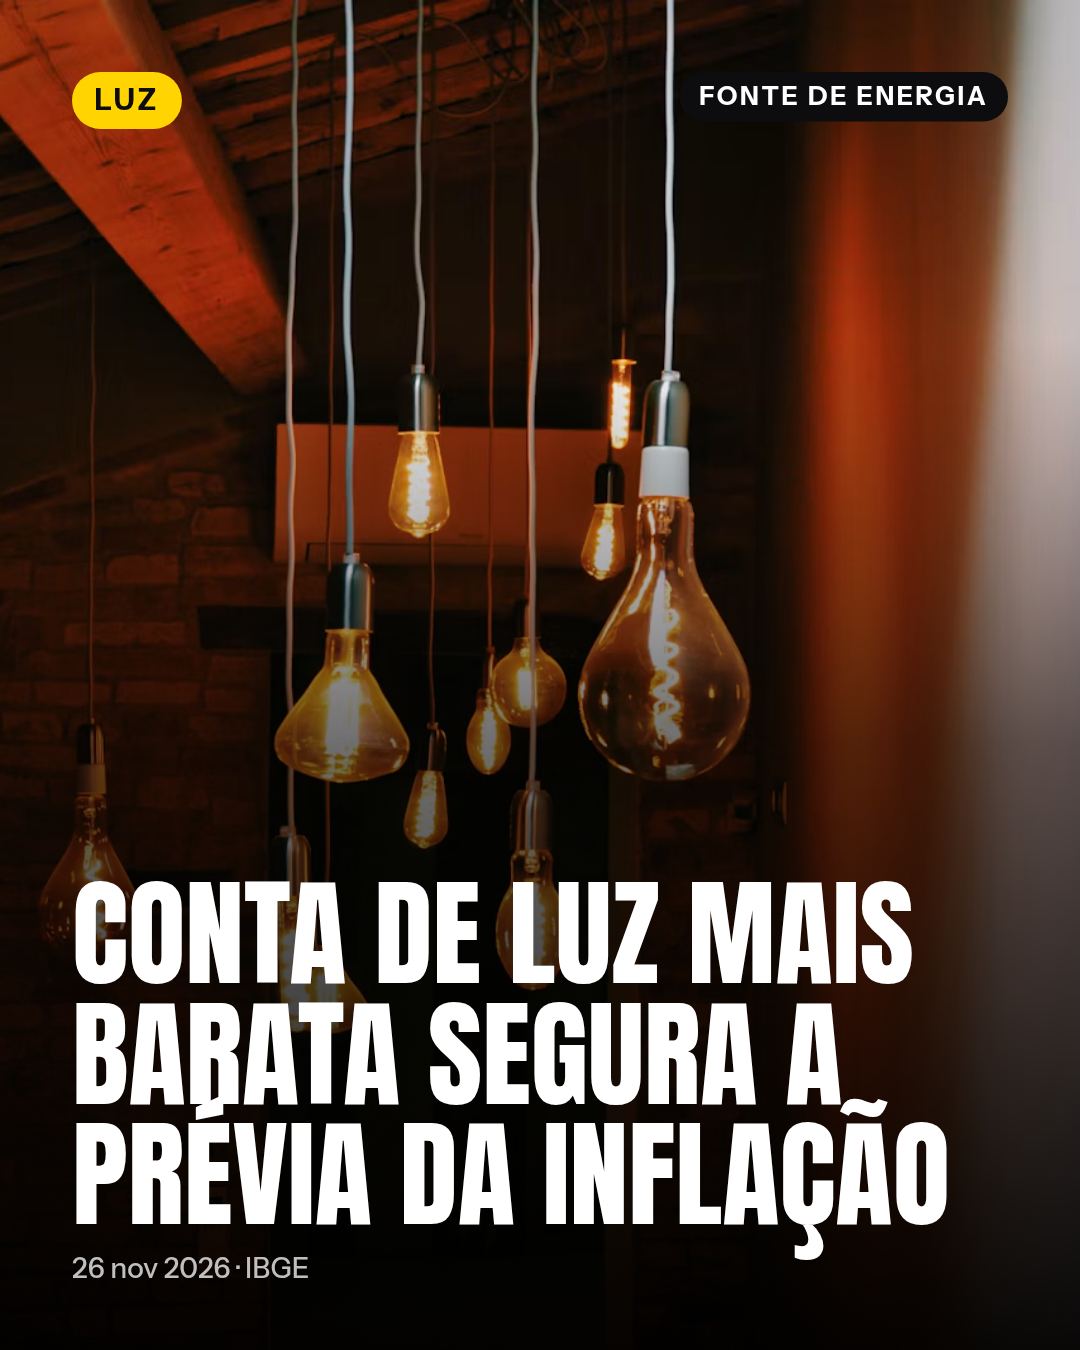 LUZ
FONTE DE ENERGIA
CONTA DE LUZ MAIS
BARATA SEGURA A
PRÉVIA DA INFLAÇÃO
26 nov 2026 · IBGE